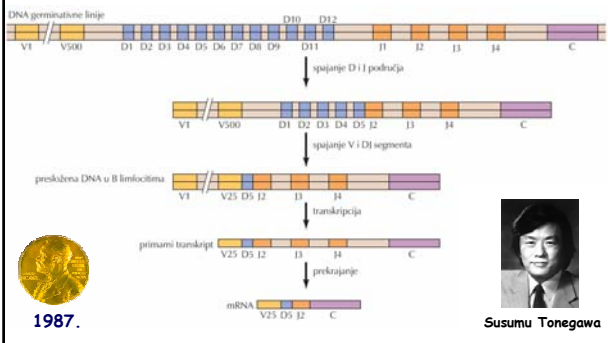 DNA germinativne linije
D10 D12
V1 V500 D1 D2 D3 D4 D5 D6 D7 D8 D9 D11 J1 J2 J3 J4 C
spajanje D i J područja
V1 V500 D1 D2 D3 D4 D5 J2 J3 J4 C
spajanje V i DJ segmenta
presložena DNA u B limfocitima
V1 V25 D5 J2 J3 J4 C
transkripcija
primarni transkript
V25 D5 J2 J3 J4 C
prekrajanje
mRNA
V25 D5 J2 C
1987.
Susumu Tonegawa